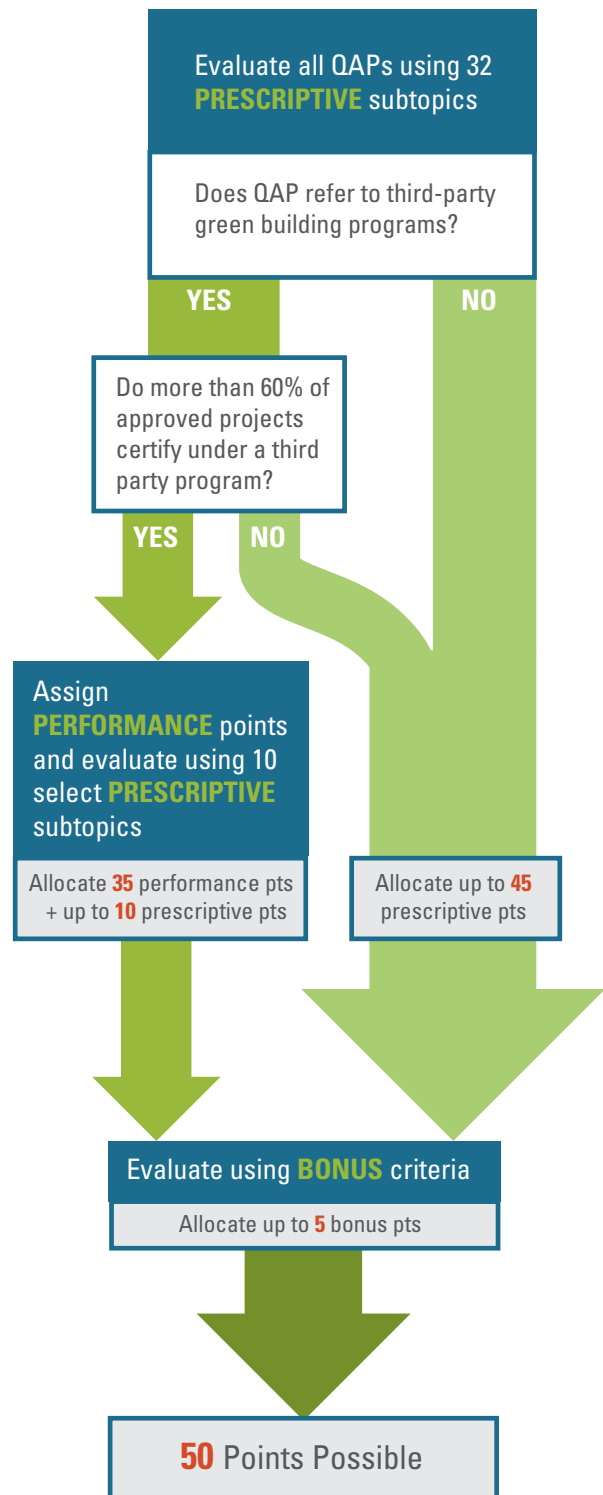 Evaluate all QAPs using 32
PRESCRIPTIVE subtopics
Does QAP refer to third-party
green building programs?
YES
NO
Do more than 60% of
approved projects
certify under a third
party program?
YES
NO
Assign
PERFORMANCE points
and evaluate using 10
select PRESCRIPTIVE
subtopics
Allocate 35 performance pts
+ up to 10 prescriptive pts
Allocate up to 45
prescriptive pts
Evaluate using BONUS criteria
Allocate up to 5 bonus pts
50 Points Possible